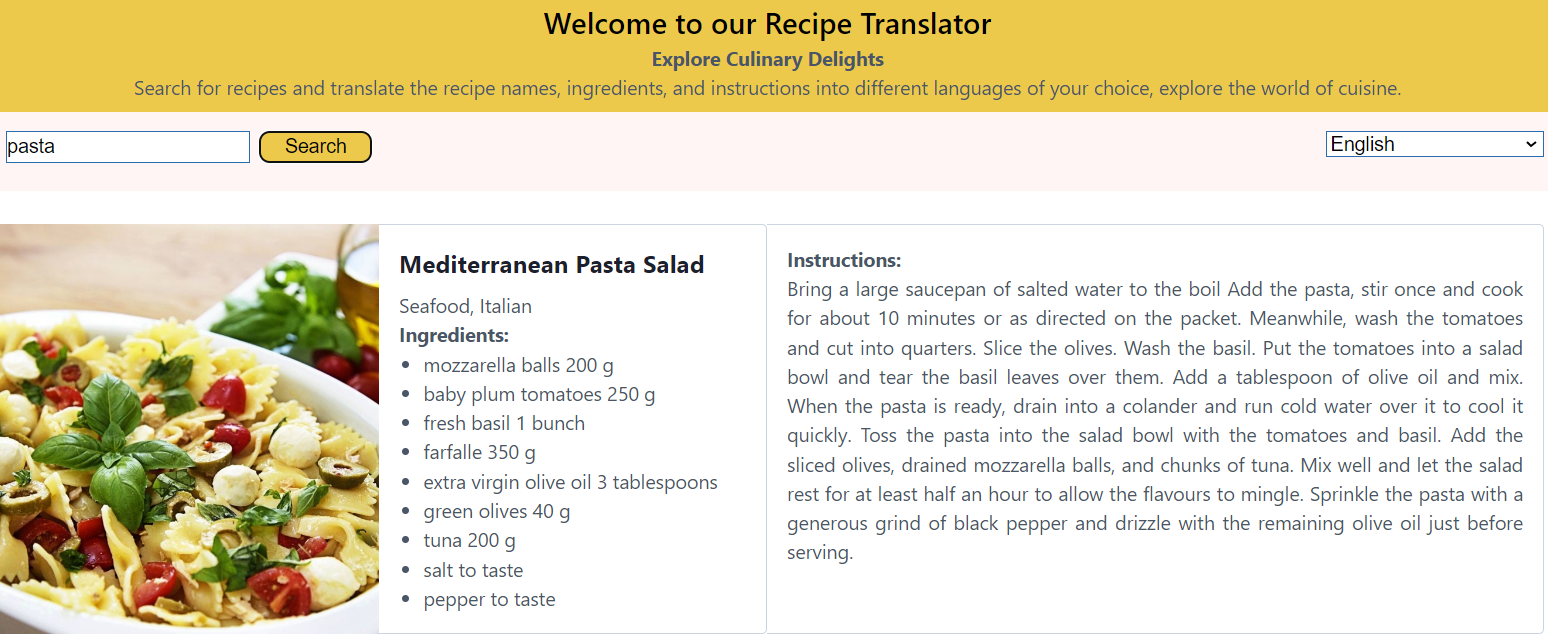 Welcome to our Recipe Translator
Explore Culinary Delights
Search for recipes and translate the recipe names, ingredients, and instructions into different languages of your choice, explore the world of cuisine.
pasta
Search
English
Mediterranean Pasta Salad
Seafood, Italian
Ingredients:
• mozzarella balls 200 g
• baby plum tomatoes 250 g
• fresh basil 1 bunch
• farfalle 350 g
• extra virgin olive oil 3 tablespoons
• green olives 40 g
• tuna 200 g
• salt to taste
• pepper to taste
Instructions:
Bring a large saucepan of salted water to the boil Add the pasta, stir once and cook
for about 10 minutes or as directed on the packet. Meanwhile, wash the tomatoes
and cut into quarters. Slice the olives. Wash the basil. Put the tomatoes into a salad
bowl and tear the basil leaves over them. Add a tablespoon of olive oil and mix.
When the pasta is ready, drain into a colander and run cold water over it to cool it
quickly. Toss the pasta into the salad bowl with the tomatoes and basil. Add the
sliced olives, drained mozzarella balls, and chunks of tuna. Mix well and let the salad
rest for at least half an hour to allow the flavours to mingle. Sprinkle the pasta with a
generous grind of black pepper and drizzle with the remaining olive oil just before
serving.